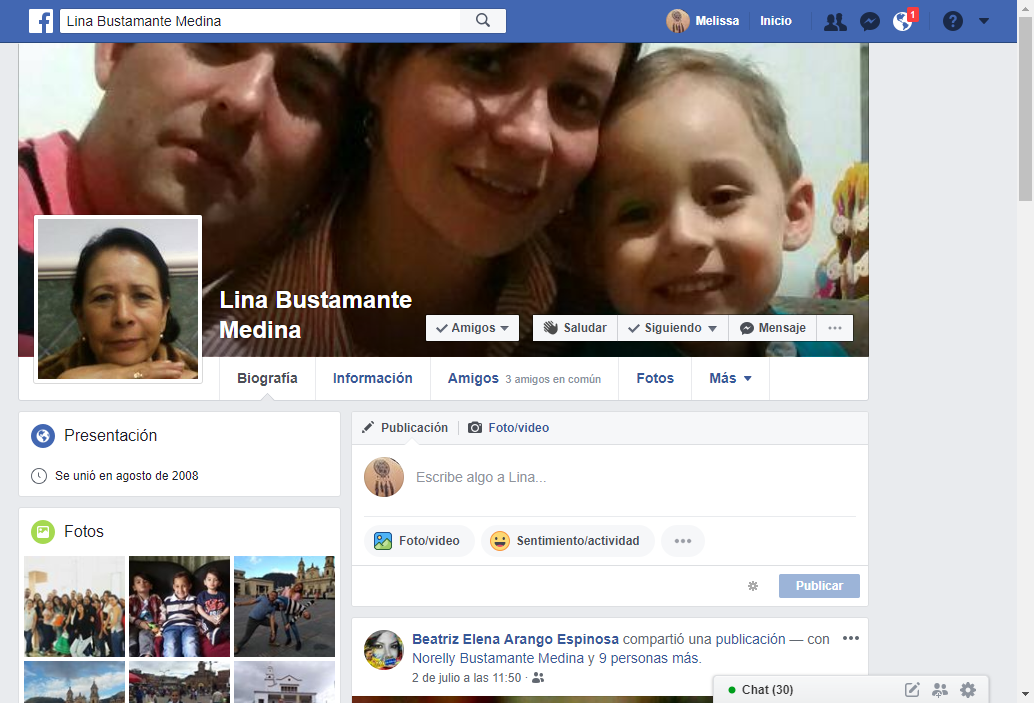 Lina Bustamante Medina
Melissa
Inicio
1
Lina Bustamante
Medina
Amigos
Saludar
Siguiendo
Mensaje
Biografía
Información
Amigos 3 amigos en común
Fotos
Más
Presentación
Se unió en agosto de 2008
Fotos
Publicación
Foto/video
Escribe algo a Lina...
Foto/video
Sentimiento/actividad
Publicar
Beatriz Elena Arango Espinosa compartió una publicación — con
Norelly Bustamante Medina y 9 personas más.
2 de julio a las 11:50 ·
Chat (30)